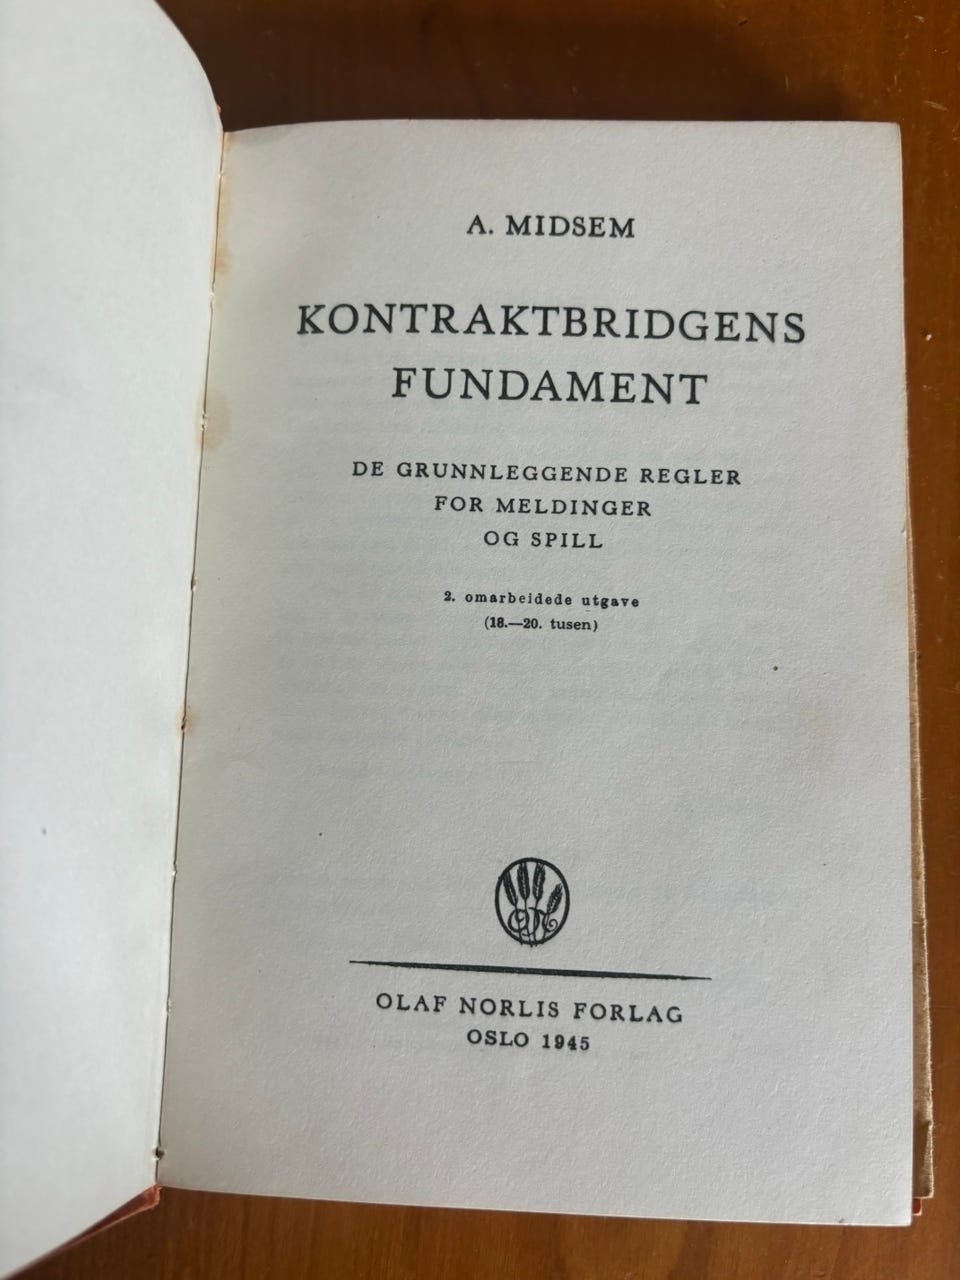 A. MIDSEM
KONTRAKTBRIDGENS
FUNDAMENT
DE GRUNNLEGGENDE REGLER
FOR MELDINGER
OG SPILL
2. omarbeidede utgave
(18.—20. tusen)
OLAF NORLIS FORLAG
OSLO 1945